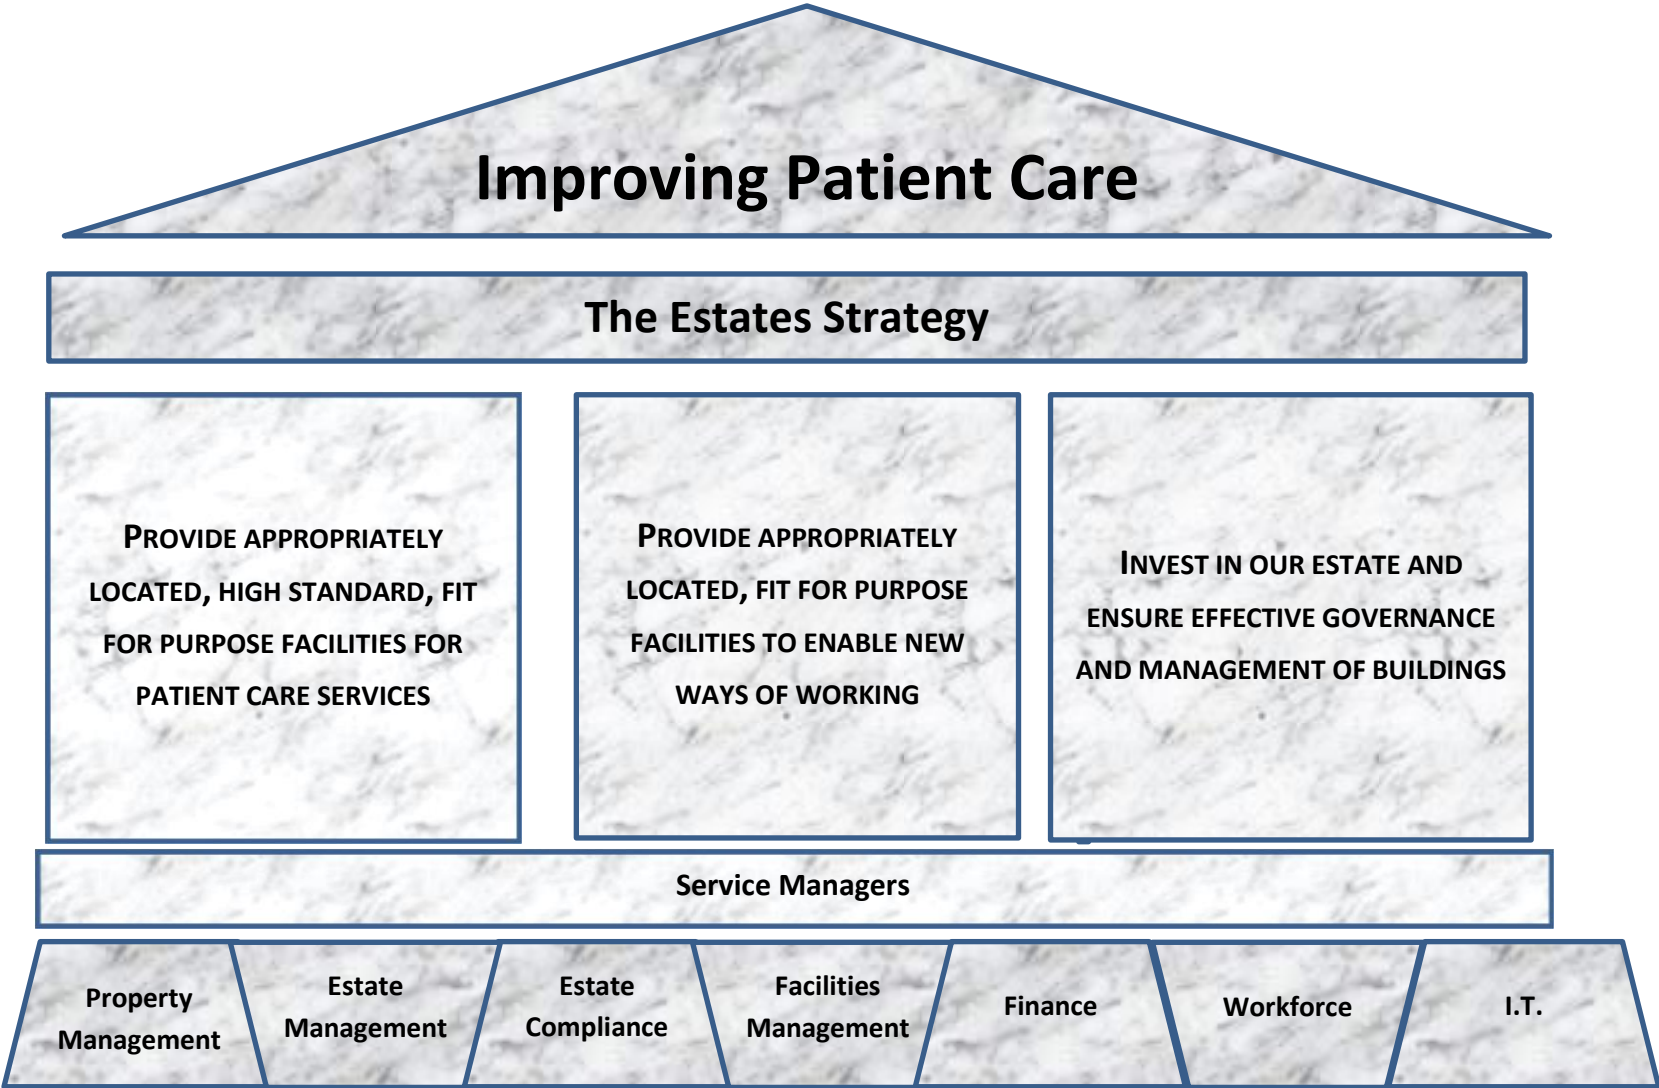 Improving Patient Care
The Estates Strategy
PROVIDE APPROPRIATELY
LOCATED, HIGH STANDARD, FIT
FOR PURPOSE FACILITIES FOR
PATIENT CARE SERVICES
PROVIDE APPROPRIATELY
LOCATED, FIT FOR PURPOSE
FACILITIES TO ENABLE NEW
WAYS OF WORKING
INVEST IN OUR ESTATE AND
ENSURE EFFECTIVE GOVERNANCE
AND MANAGEMENT OF BUILDINGS
Service Managers
Property
Management
Estate
Management
Estate
Compliance
Facilities
Management
Finance
Workforce
I.T.